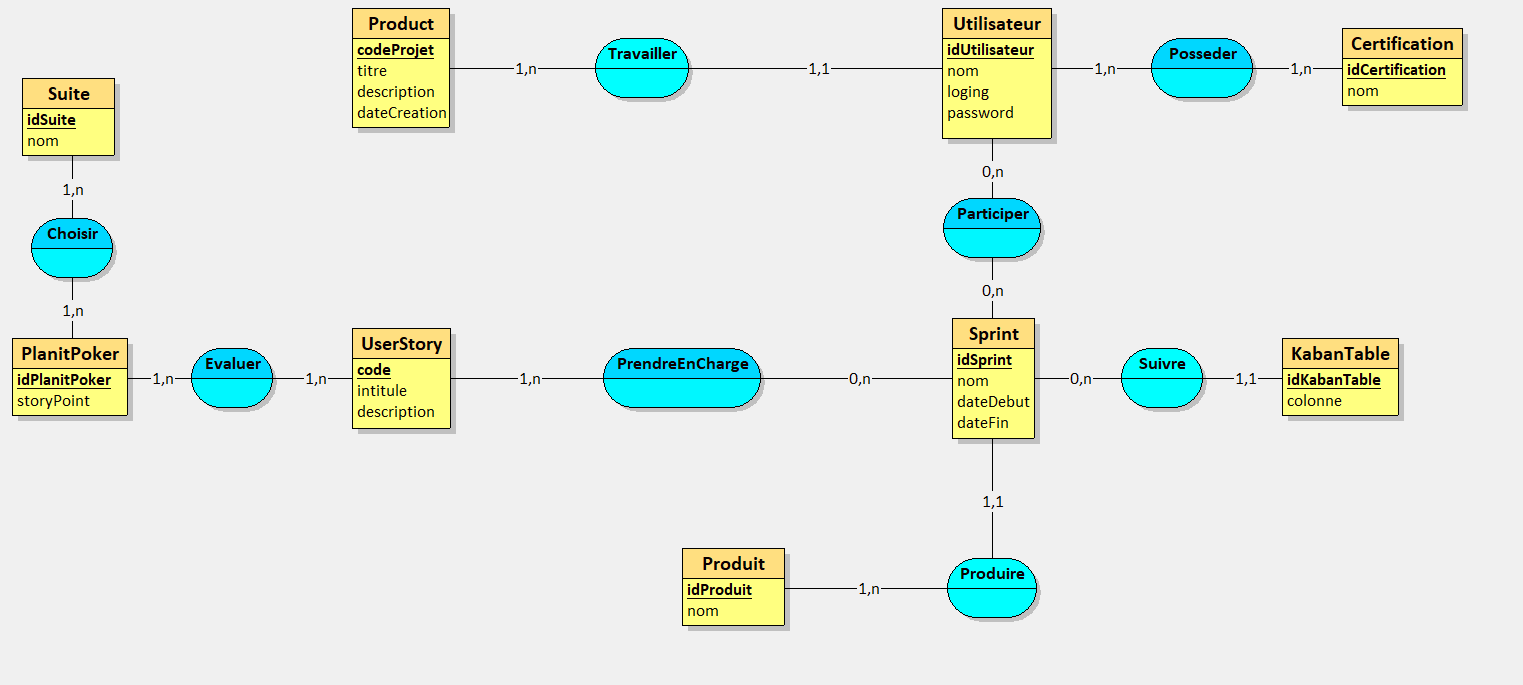 Product
codeProjet
titre
description
dateCreation
1,n
Travailler
1,1
Utilisateur
idUtilisateur
nom
loging
password
1,n
Posseder
1,n
Certification
idCertification
nom
Suite
idSuite
nom
1,n
Choisir
1,n
0,n
Participer
0,n
PlanitPoker
idPlanitPoker
storyPoint
1,n
Evaluer
1,n
UserStory
code
intitule
description
1,n
PrendreEnCharge
0,n
Sprint
idSprint
nom
dateDebut
dateFin
0,n
Suivre
1,1
KabanTable
idKabanTable
colonne
1,1
Produit
idProduit
nom
1,n
Produire